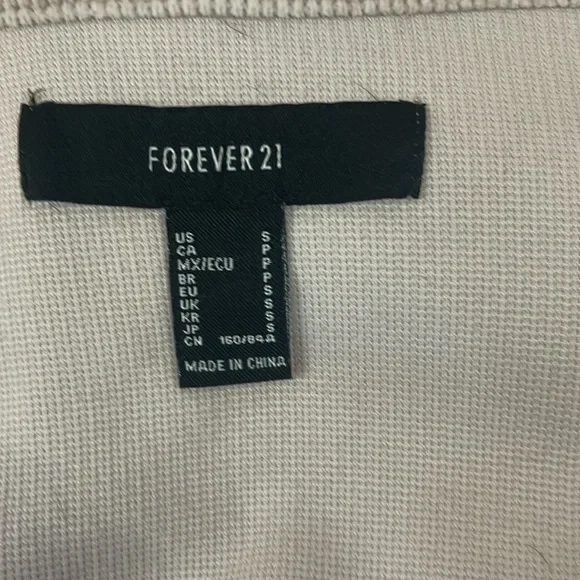 FOREVER 21
US S
CA P
MX/ECU P
BR P
EU S
UK S
KR S
JP S
CN 160/84A
MADE IN CHINA